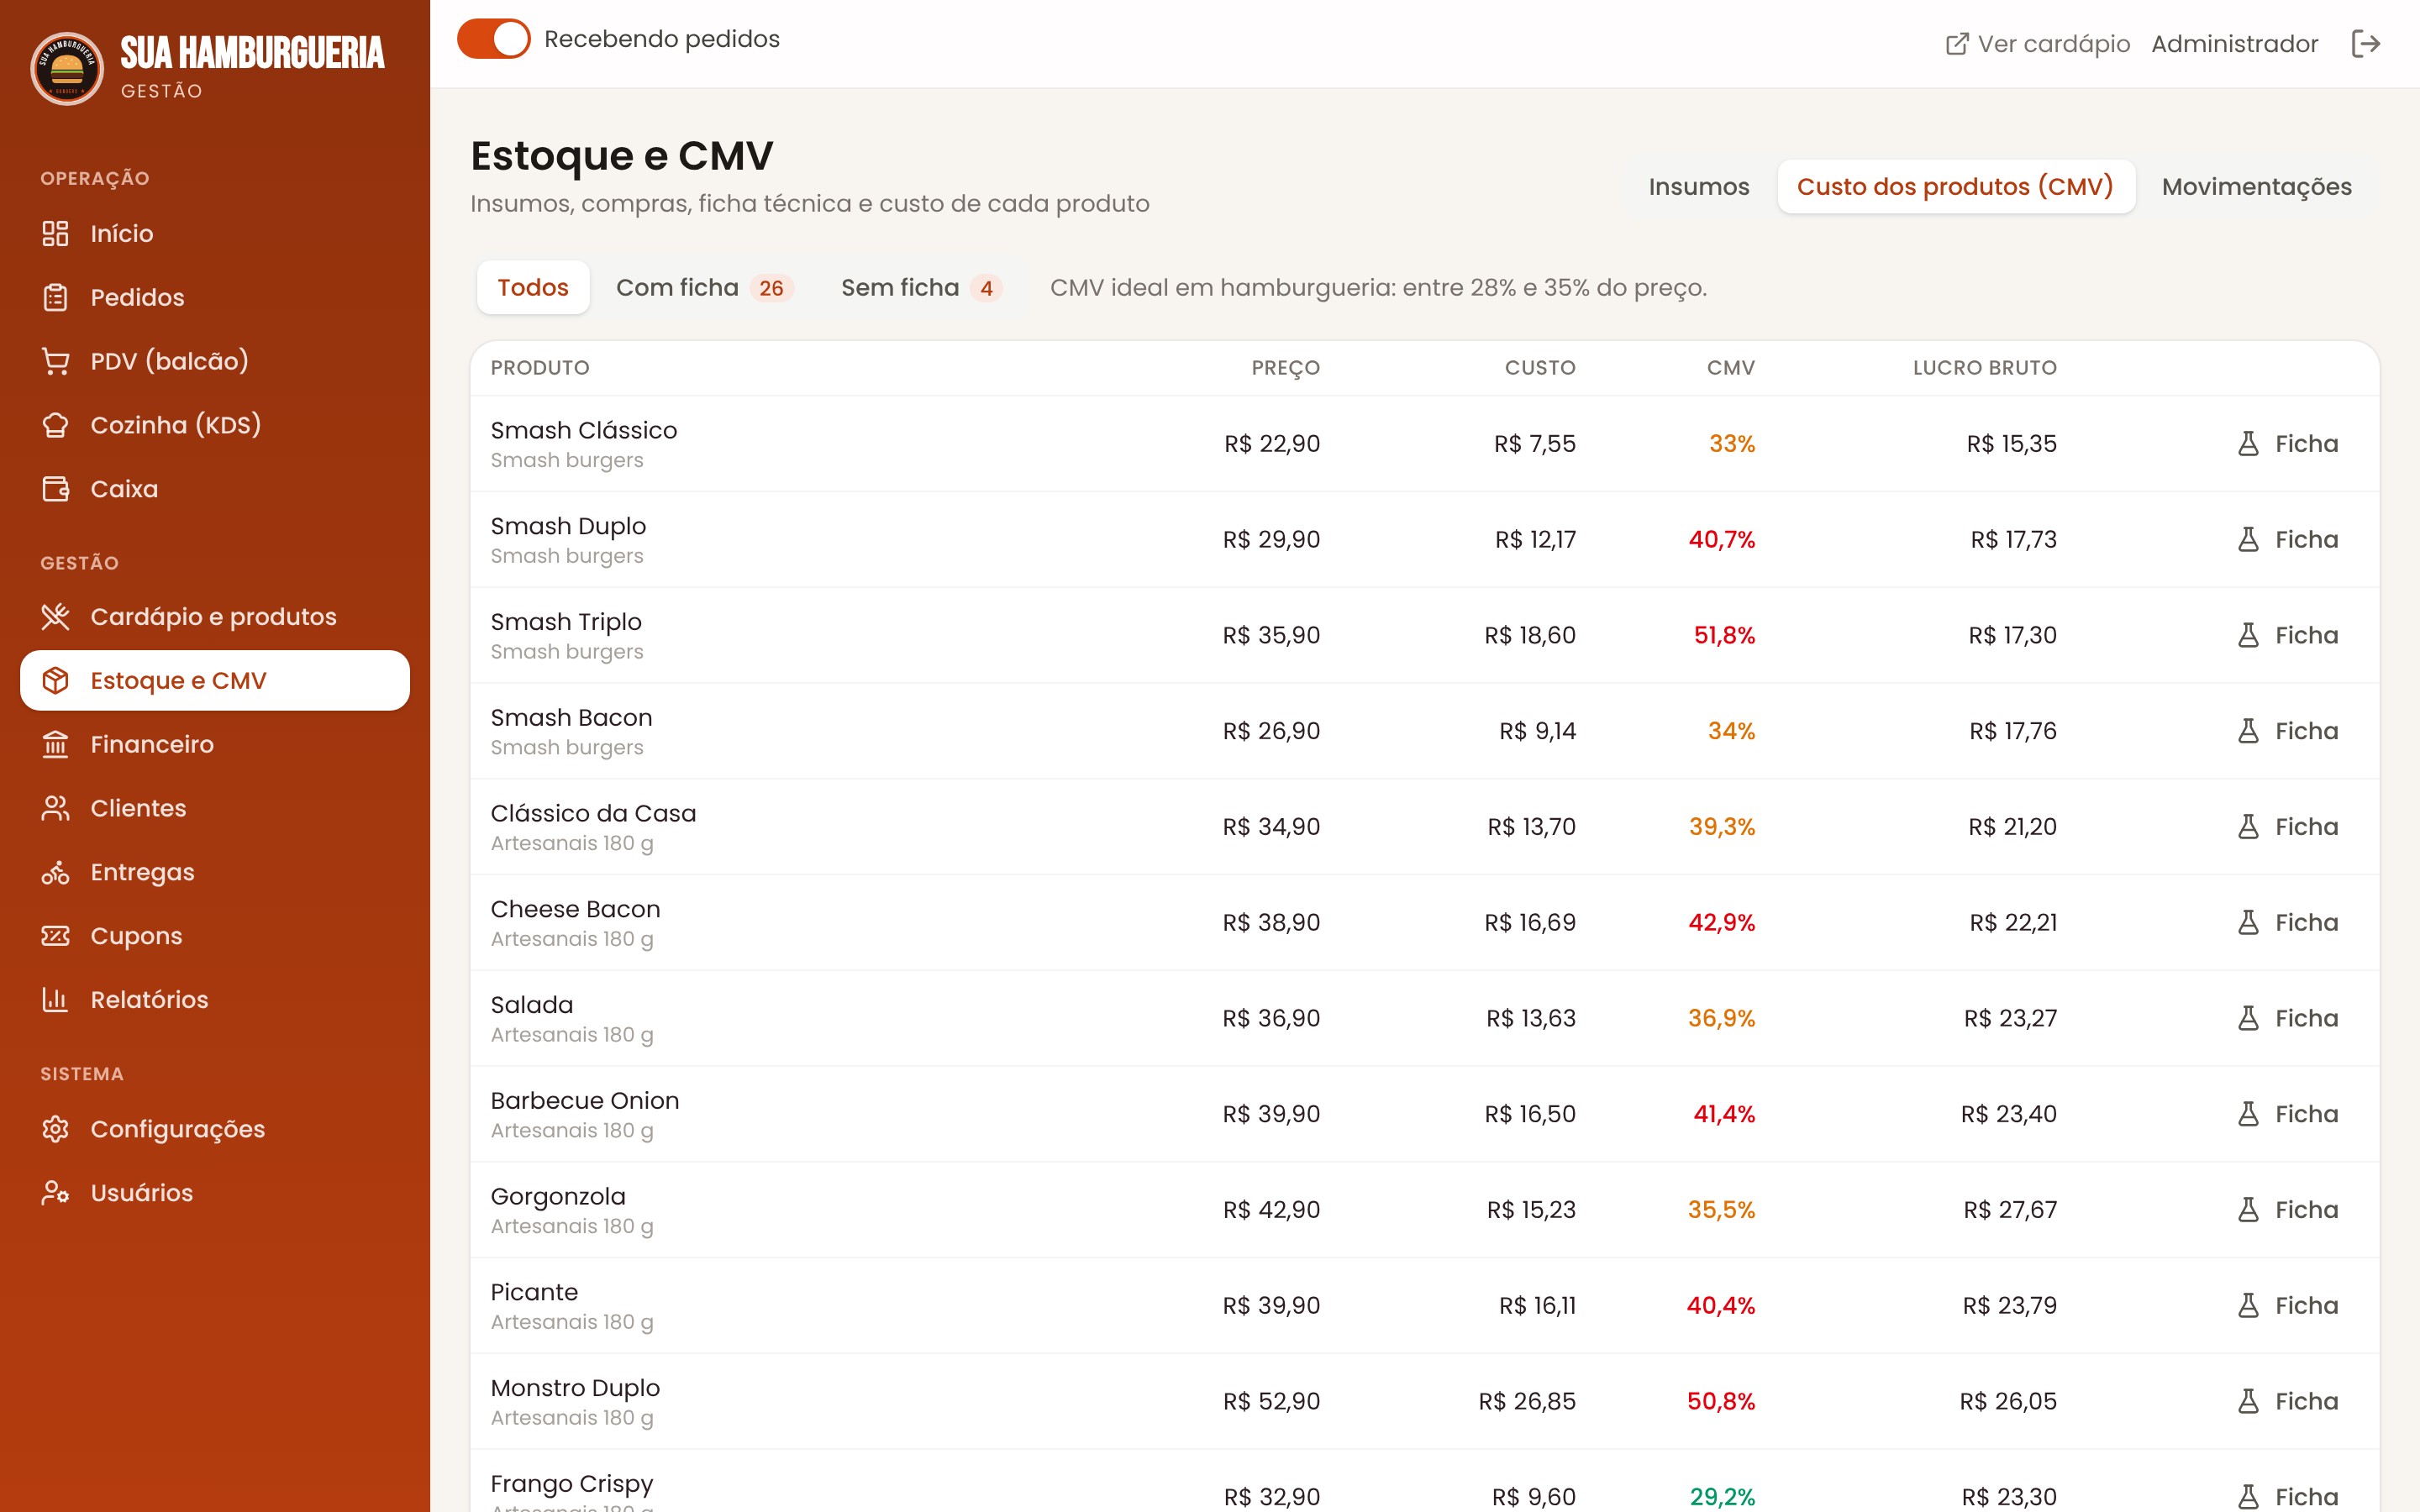 SUA HAMBURGUERIA
SUA HAMBURGUERIA
GESTÃO
Recebendo pedidos
Ver cardápio
Administrador
OPERAÇÃO
Início
Pedidos
PDV (balcão)
Cozinha (KDS)
Caixa
GESTÃO
Cardápio e produtos
Estoque e CMV
Financeiro
Clientes
Entregas
Cupons
Relatórios
SISTEMA
Configurações
Usuários
Estoque e CMV
Insumos, compras, ficha técnica e custo de cada produto
Insumos Custo dos produtos (CMV) Movimentações
Todos Com ficha 26 Sem ficha 4 CMV ideal em hamburgueria: entre 28% e 35% do preço.
PRODUTO PREÇO CUSTO CMV LUCRO BRUTO
Smash Clássico R$ 22,90 R$ 7,55 33% R$ 15,35 Ficha
Smash burgers
Smash Duplo R$ 29,90 R$ 12,17 40,7% R$ 17,73 Ficha
Smash burgers
Smash Triplo R$ 35,90 R$ 18,60 51,8% R$ 17,30 Ficha
Smash burgers
Smash Bacon R$ 26,90 R$ 9,14 34% R$ 17,76 Ficha
Smash burgers
Clássico da Casa R$ 34,90 R$ 13,70 39,3% R$ 21,20 Ficha
Artesanais 180 g
Cheese Bacon R$ 38,90 R$ 16,69 42,9% R$ 22,21 Ficha
Artesanais 180 g
Salada R$ 36,90 R$ 13,63 36,9% R$ 23,27 Ficha
Artesanais 180 g
Barbecue Onion R$ 39,90 R$ 16,50 41,4% R$ 23,40 Ficha
Artesanais 180 g
Gorgonzola R$ 42,90 R$ 15,23 35,5% R$ 27,67 Ficha
Artesanais 180 g
Picante R$ 39,90 R$ 16,11 40,4% R$ 23,79 Ficha
Artesanais 180 g
Monstro Duplo R$ 52,90 R$ 26,85 50,8% R$ 26,05 Ficha
Artesanais 180 g
Frango Crispy R$ 32,90 R$ 9,60 29,2% R$ 23,30 Ficha